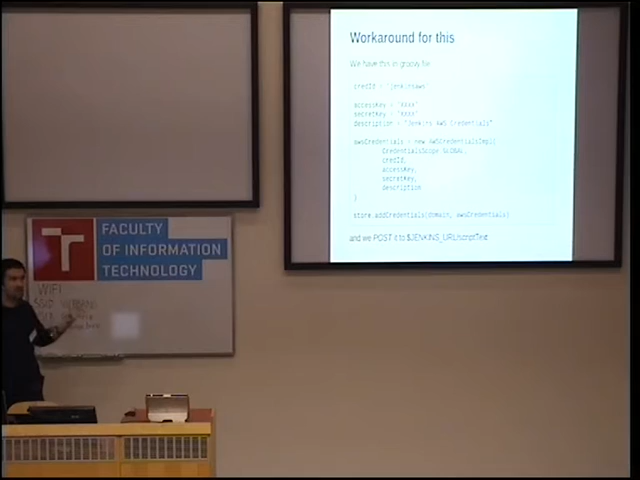 Workaround for this
We have this in groovy file
credId = "jenkinsaws"
accessKey = "XXXX"
secretKey = "XXXX"
description = "Jenkins AWS Credentials"
awsCredentials = new AWSCredentialsImpl(
CredentialsScope.GLOBAL,
credId,
accessKey,
secretKey,
description
)
store.addCredentials(domain, awsCredentials)
and we POST it to $JENKINS_URL/scriptText
FACULTY
OF INFORMATION
TECHNOLOGY
WIFI